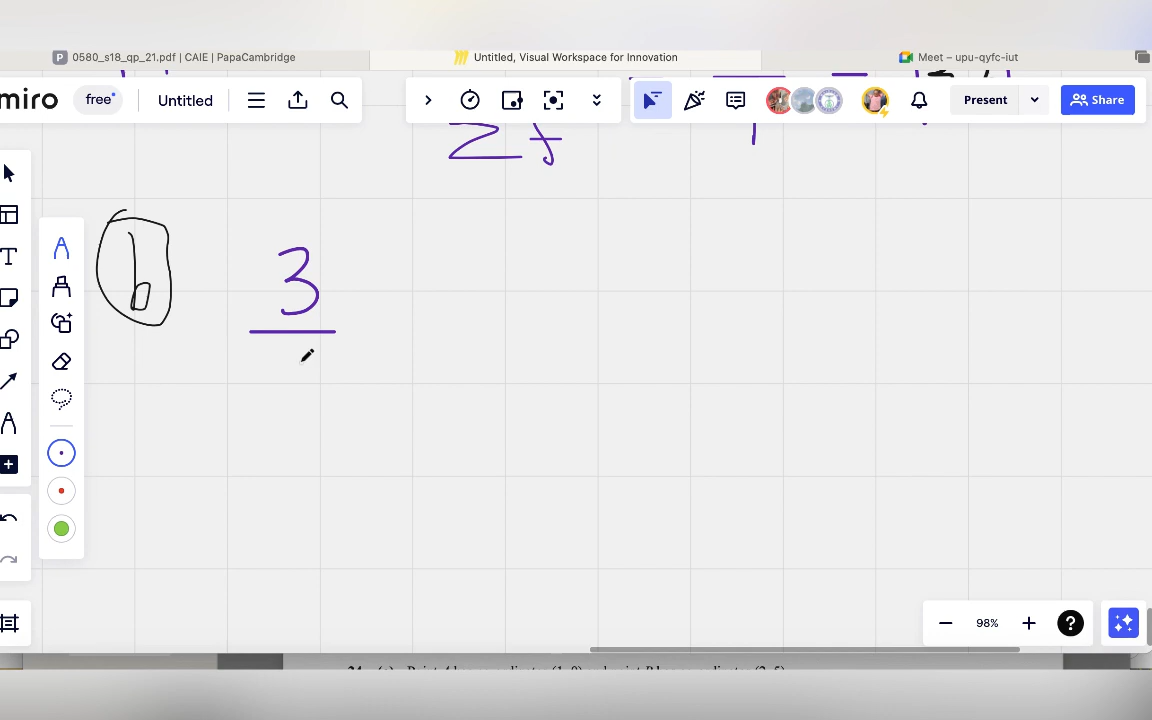 0580_s18_qp_21.pdf | CAIE | PapaCambridge
Untitled, Visual Workspace for Innovation
Meet – upu-qyfc-iut
miro
free
Untitled
Present
Share
b
3
98%